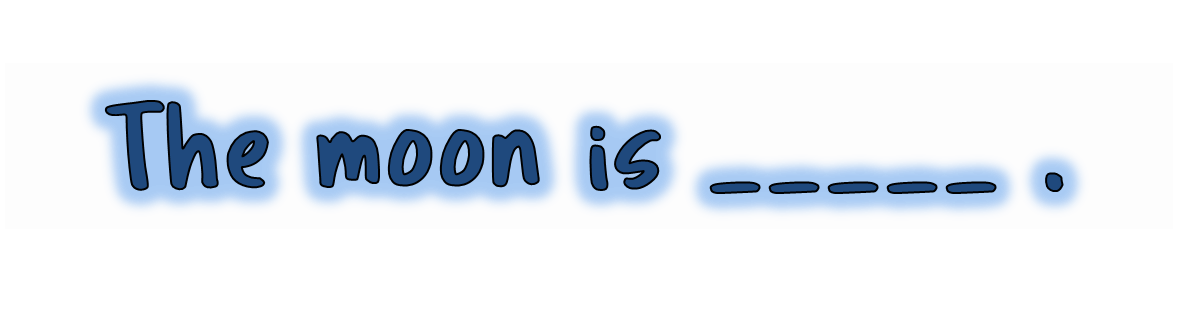 The moon is _____ .